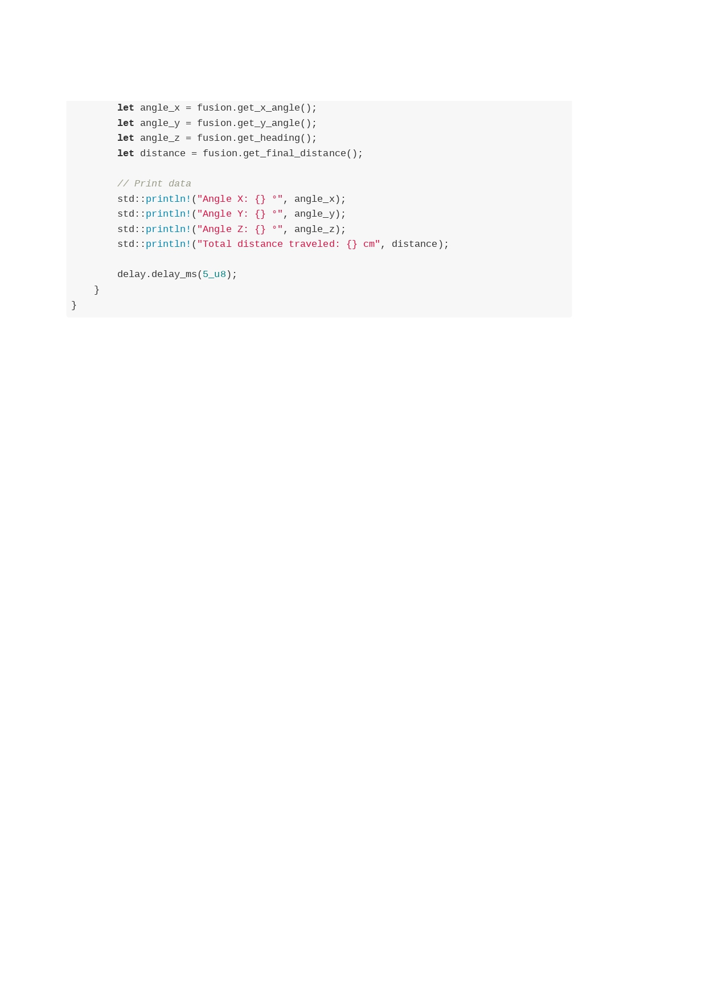 let angle_x = fusion.get_x_angle();
        let angle_y = fusion.get_y_angle();
        let angle_z = fusion.get_heading();
        let distance = fusion.get_final_distance();

        // Print data
        std::println!("Angle X: {} °", angle_x);
        std::println!("Angle Y: {} °", angle_y);
        std::println!("Angle Z: {} °", angle_z);
        std::println!("Total distance traveled: {} cm", distance);

        delay.delay_ms(5_u8);
    }
}